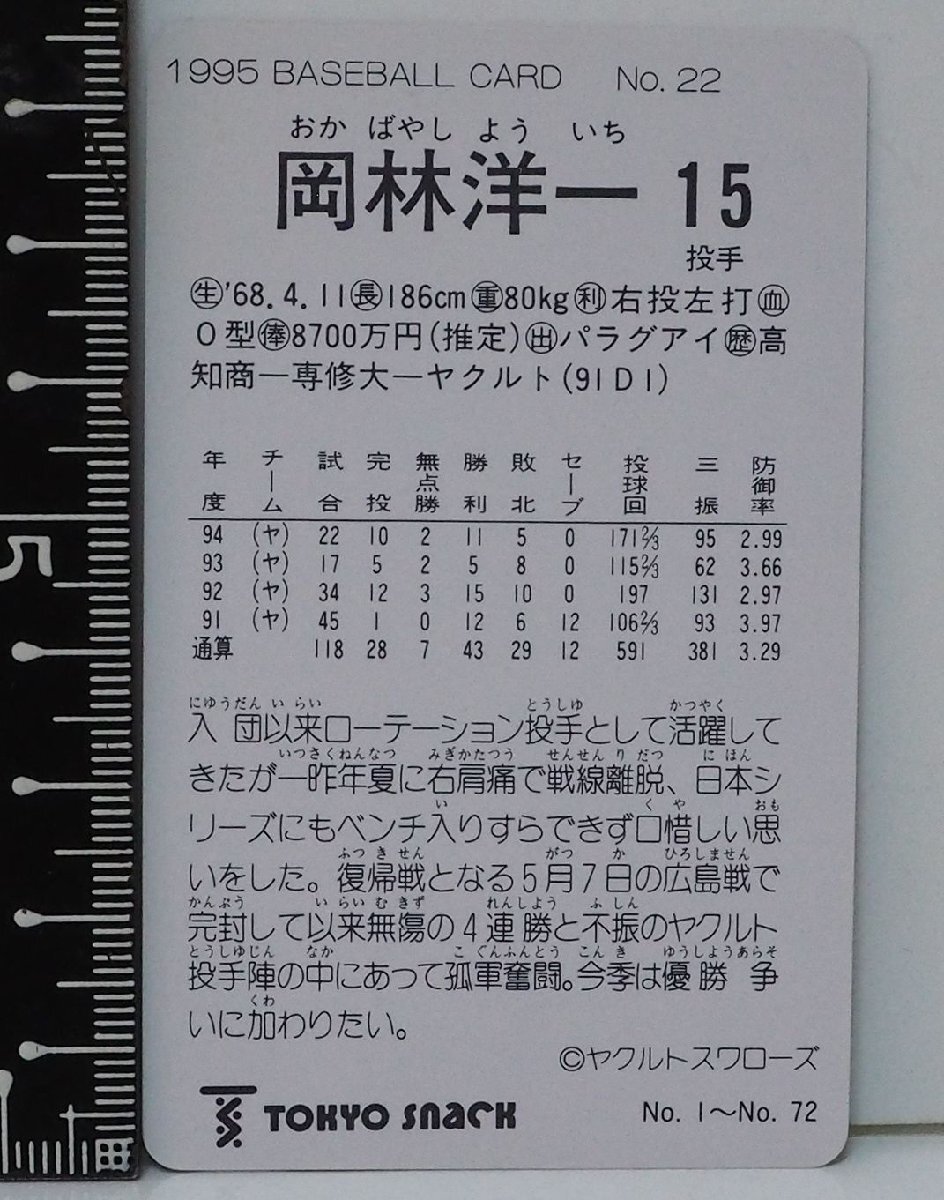 1995 BASEBALL CARD No. 22
おか ばやし よう いち
岡林洋一 15
投手
生'68.4.11長186cm重80kg利右投左打血
O型俸8700万円(推定)出パラグアイ歴高
知商ー専修大ーヤクルト(91D1)
年度 チーム 試合 完投 無点勝 勝利 敗北 セーブ 投球回 三振 防御率
94 (ヤ) 22 10 2 11 5 0 171⅔ 95 2.99
93 (ヤ) 17 5 2 5 8 0 115⅔ 62 3.66
92 (ヤ) 34 12 3 15 10 0 197 131 2.97
91 (ヤ) 45 1 0 12 6 12 106⅔ 93 3.97
通算 118 28 7 43 29 12 591 381 3.29
にゅうだん い らい とうしゅ かつやく
入団以来ローテーション投手として活躍して
いつさくねんなつ みぎかたつう せんせん り だつ に ほん
きたが一昨年夏に右肩痛で戦線離脱、日本シ
い く や おも
リーズにもベンチ入りすらできず口惜しい思
ふつ き せん がつ か ひろしません
いをした。復帰戦となる5月7日の広島戦で
かんぷう い らい む きず れんしよう ふ しん
完封して以来無傷の4連勝と不振のヤクルト
とうしゆじん なか こ ぐんふんとう こん き ゆうしようあらそ
投手陣の中にあって孤軍奮闘。今季は優勝争
くわ
いに加わりたい。
©ヤクルトスワローズ
TOKYO SNACK No. 1〜No. 72
5